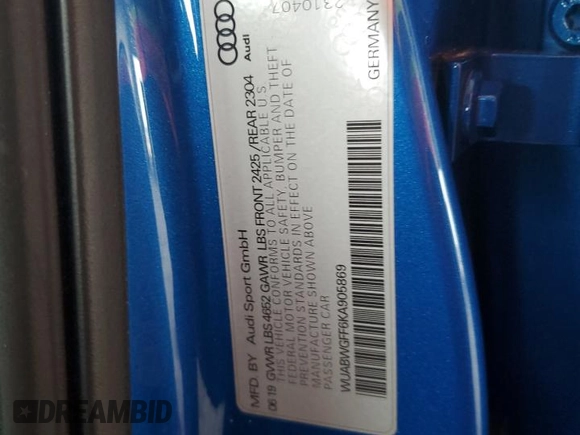 MFD. BY Audi Sport GmbH
06 19 GVWR LBS 4652 GAWR LBS FRONT 2425/REAR 2304
THIS VEHICLE CONFORMS TO ALL APPLICABLE U.S.
FEDERAL MOTOR VEHICLE SAFETY, BUMPER AND THEFT
PREVENTION STANDARDS IN EFFECT ON THE DATE OF
MANUFACTURE SHOWN ABOVE
PASSENGER CAR
WUABWGFF6KA905869
Audi
GERMANY
DREAMBID